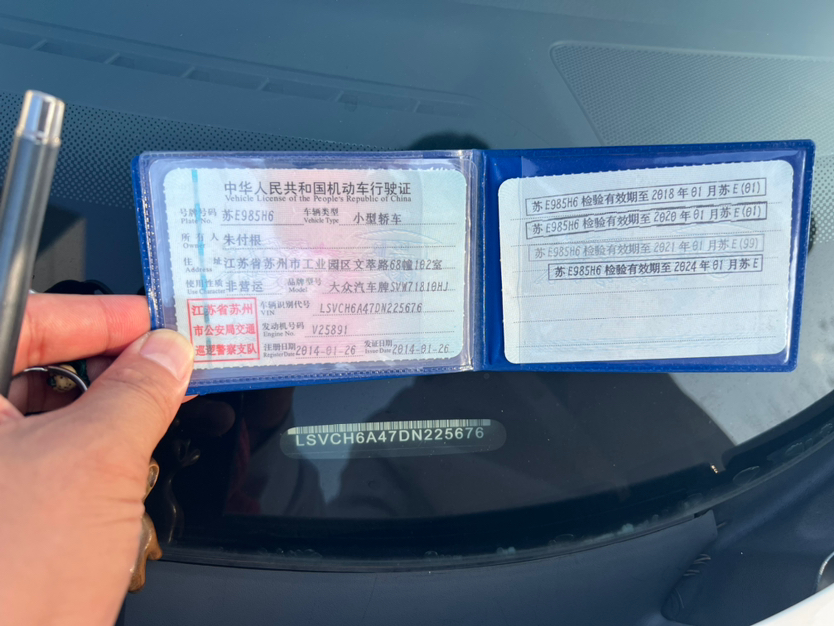 中华人民共和国机动车行驶证
Vehicle License of the People's Republic of China
号牌号码 苏E985H6 车辆类型 小型轿车
Plate No. Vehicle Type
所有人 朱付根
Owner
住址 江苏省苏州市工业园区文萃路68幢102室
Address
使用性质 非营运 品牌型号 大众汽车牌SVW71810HJ
Use Character Model
江苏省苏州
市公安局交通
巡逻警察支队
车辆识别代号 LSVCH6A47DN225676
VIN
发动机号码 V25891
Engine No.
注册日期 2014-01-26 发证日期 2014-01-26
Register Date Issue Date
苏E985H6 检验有效期至 2018年01月苏E(01)
苏E985H6 检验有效期至 2020年01月苏E(01)
苏E985H6 检验有效期至 2021年01月苏E(99)
苏E985H6 检验有效期至 2024年01月苏E
LSVCH6A47DN225676